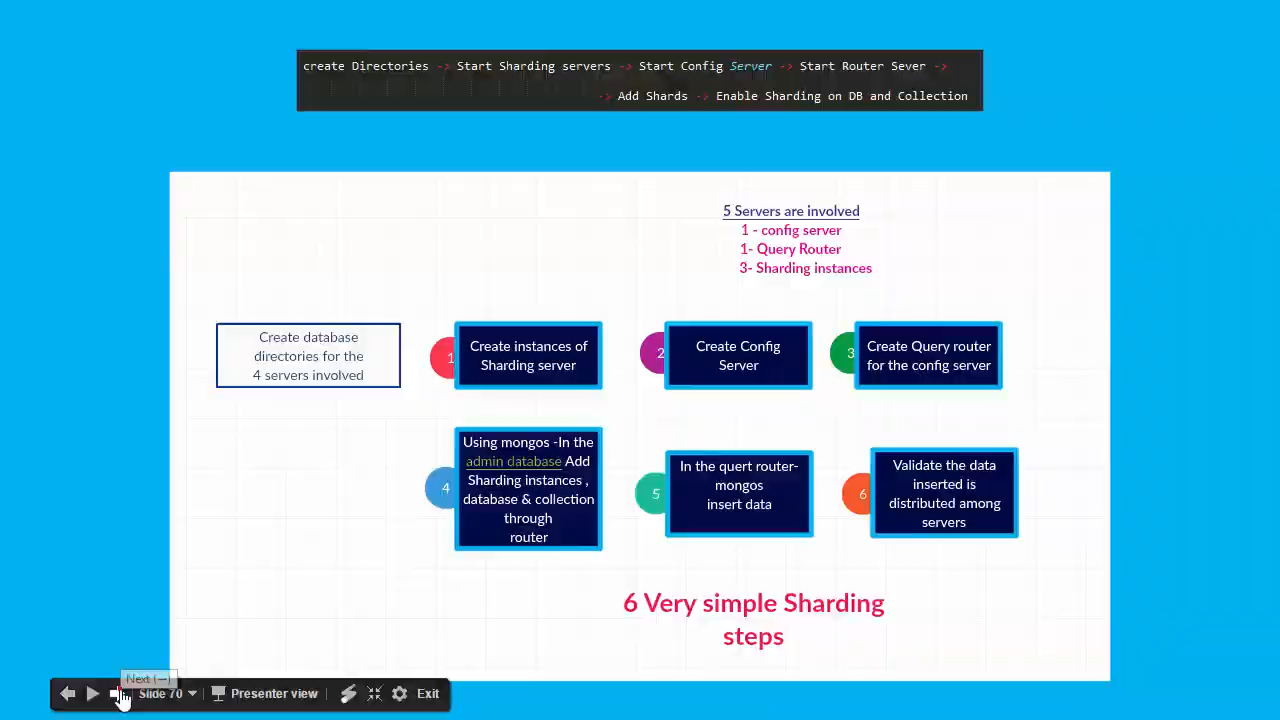 create Directories -> Start Sharding servers -> Start Config Server -> Start Router Sever ->
-> Add Shards -> Enable Sharding on DB and Collection
5 Servers are involved
1 - config server
1- Query Router
3- Sharding instances
Create database
directories for the
4 servers involved
1
Create instances of
Sharding server
2
Create Config
Server
3
Create Query router
for the config server
4
Using mongos -In the
admin database Add
Sharding instances ,
database & collection
through
router
5
In the quert router-
mongos
insert data
6
Validate the data
inserted is
distributed among
servers
6 Very simple Sharding
steps
Next (→)
Slide 70
Presenter view
Exit